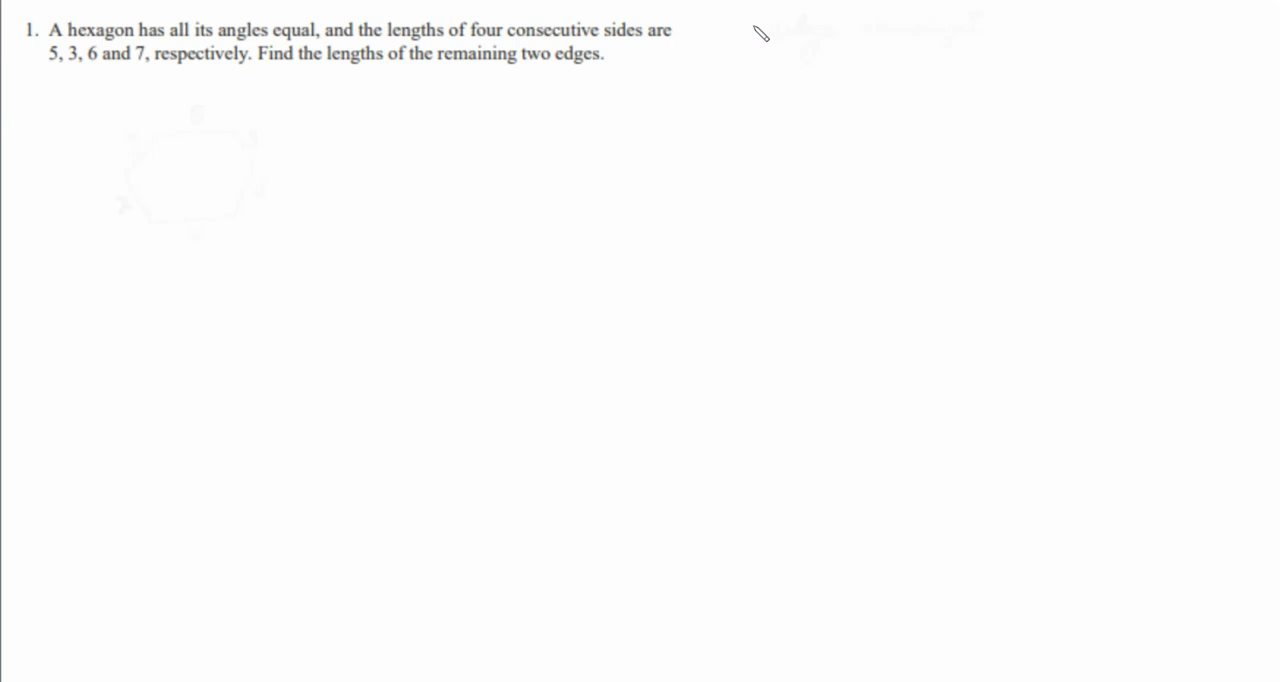 1. A hexagon has all its angles equal, and the lengths of four consecutive sides are
5, 3, 6 and 7, respectively. Find the lengths of the remaining two edges.